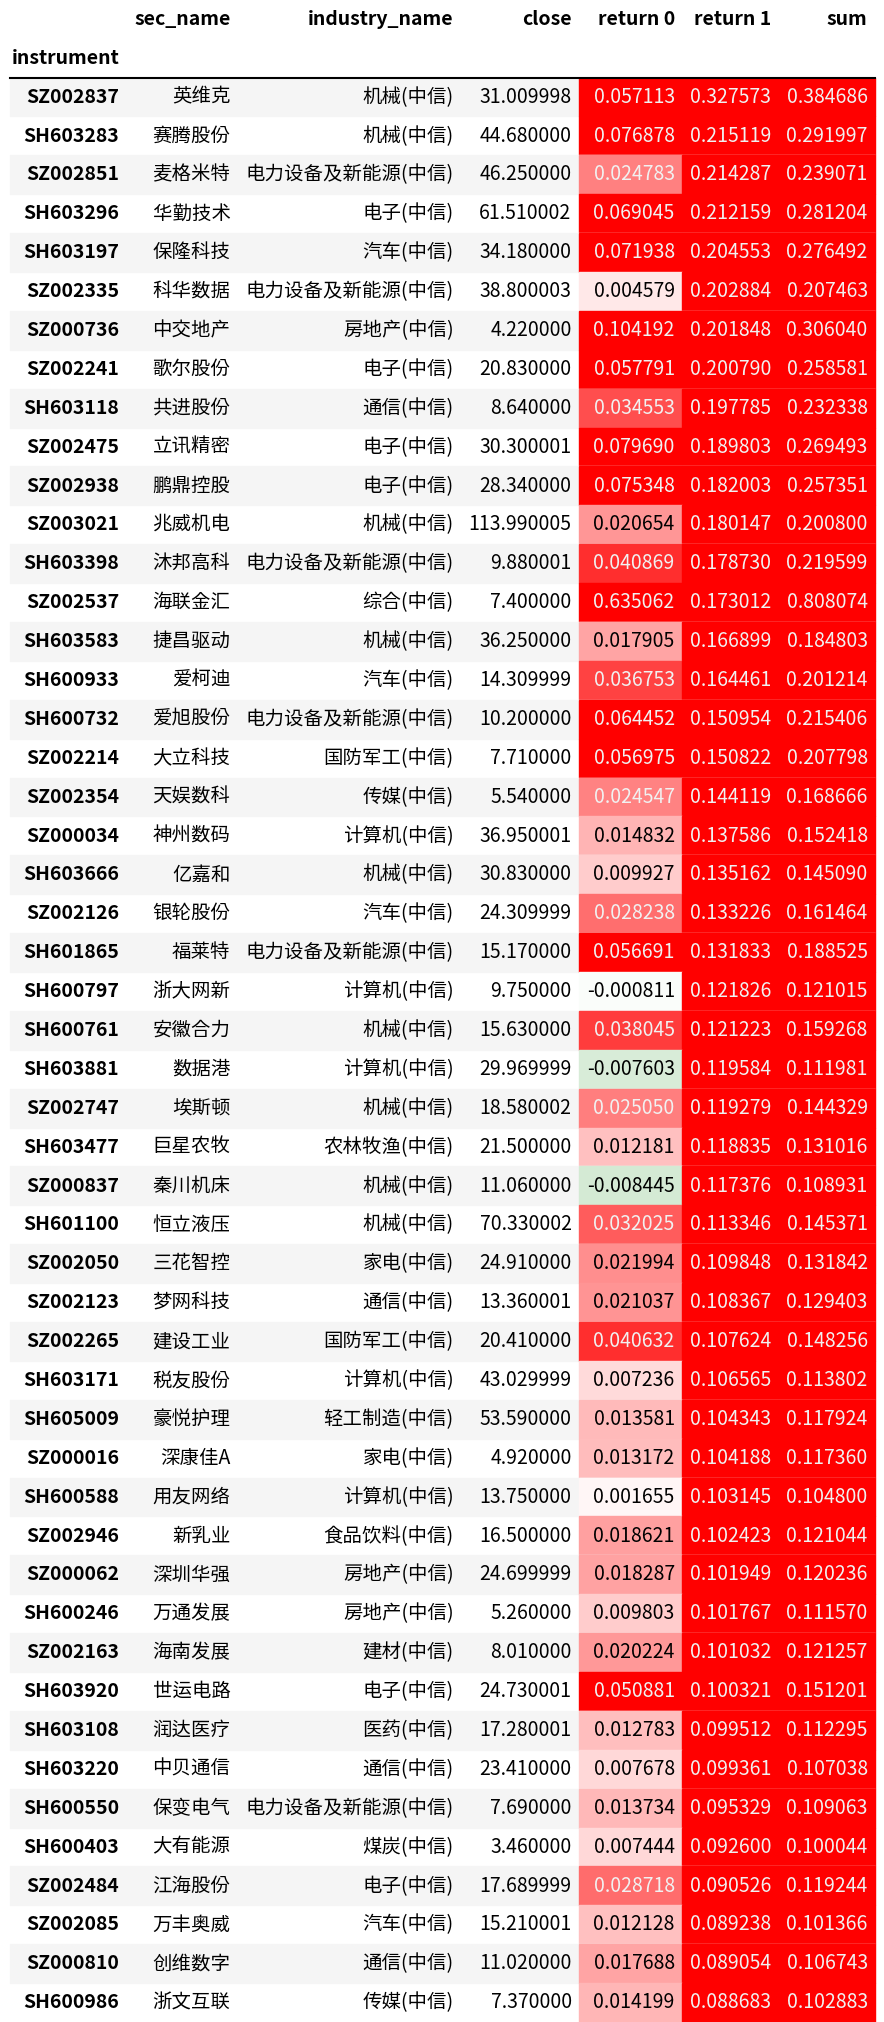 sec_name industry_name close return 0 return 1 sum
instrument
SZ002837 英维克 机械(中信) 31.009998 0.057113 0.327573 0.384686
SH603283 赛腾股份 机械(中信) 44.680000 0.076878 0.215119 0.291997
SZ002851 麦格米特 电力设备及新能源(中信) 46.250000 0.024783 0.214287 0.239071
SH603296 华勤技术 电子(中信) 61.510002 0.069045 0.212159 0.281204
SH603197 保隆科技 汽车(中信) 34.180000 0.071938 0.204553 0.276492
SZ002335 科华数据 电力设备及新能源(中信) 38.800003 0.004579 0.202884 0.207463
SZ000736 中交地产 房地产(中信) 4.220000 0.104192 0.201848 0.306040
SZ002241 歌尔股份 电子(中信) 20.830000 0.057791 0.200790 0.258581
SH603118 共进股份 通信(中信) 8.640000 0.034553 0.197785 0.232338
SZ002475 立讯精密 电子(中信) 30.300001 0.079690 0.189803 0.269493
SZ002938 鹏鼎控股 电子(中信) 28.340000 0.075348 0.182003 0.257351
SZ003021 兆威机电 机械(中信) 113.990005 0.020654 0.180147 0.200800
SH603398 沐邦高科 电力设备及新能源(中信) 9.880001 0.040869 0.178730 0.219599
SZ002537 海联金汇 综合(中信) 7.400000 0.635062 0.173012 0.808074
SH603583 捷昌驱动 机械(中信) 36.250000 0.017905 0.166899 0.184803
SH600933 爱柯迪 汽车(中信) 14.309999 0.036753 0.164461 0.201214
SH600732 爱旭股份 电力设备及新能源(中信) 10.200000 0.064452 0.150954 0.215406
SZ002214 大立科技 国防军工(中信) 7.710000 0.056975 0.150822 0.207798
SZ002354 天娱数科 传媒(中信) 5.540000 0.024547 0.144119 0.168666
SZ000034 神州数码 计算机(中信) 36.950001 0.014832 0.137586 0.152418
SH603666 亿嘉和 机械(中信) 30.830000 0.009927 0.135162 0.145090
SZ002126 银轮股份 汽车(中信) 24.309999 0.028238 0.133226 0.161464
SH601865 福莱特 电力设备及新能源(中信) 15.170000 0.056691 0.131833 0.188525
SH600797 浙大网新 计算机(中信) 9.750000 -0.000811 0.121826 0.121015
SH600761 安徽合力 机械(中信) 15.630000 0.038045 0.121223 0.159268
SH603881 数据港 计算机(中信) 29.969999 -0.007603 0.119584 0.111981
SZ002747 埃斯顿 机械(中信) 18.580002 0.025050 0.119279 0.144329
SH603477 巨星农牧 农林牧渔(中信) 21.500000 0.012181 0.118835 0.131016
SZ000837 秦川机床 机械(中信) 11.060000 -0.008445 0.117376 0.108931
SH601100 恒立液压 机械(中信) 70.330002 0.032025 0.113346 0.145371
SZ002050 三花智控 家电(中信) 24.910000 0.021994 0.109848 0.131842
SZ002123 梦网科技 通信(中信) 13.360001 0.021037 0.108367 0.129403
SZ002265 建设工业 国防军工(中信) 20.410000 0.040632 0.107624 0.148256
SH603171 税友股份 计算机(中信) 43.029999 0.007236 0.106565 0.113802
SH605009 豪悦护理 轻工制造(中信) 53.590000 0.013581 0.104343 0.117924
SZ000016 深康佳A 家电(中信) 4.920000 0.013172 0.104188 0.117360
SH600588 用友网络 计算机(中信) 13.750000 0.001655 0.103145 0.104800
SZ002946 新乳业 食品饮料(中信) 16.500000 0.018621 0.102423 0.121044
SZ000062 深圳华强 房地产(中信) 24.699999 0.018287 0.101949 0.120236
SH600246 万通发展 房地产(中信) 5.260000 0.009803 0.101767 0.111570
SZ002163 海南发展 建材(中信) 8.010000 0.020224 0.101032 0.121257
SH603920 世运电路 电子(中信) 24.730001 0.050881 0.100321 0.151201
SH603108 润达医疗 医药(中信) 17.280001 0.012783 0.099512 0.112295
SH603220 中贝通信 通信(中信) 23.410000 0.007678 0.099361 0.107038
SH600550 保变电气 电力设备及新能源(中信) 7.690000 0.013734 0.095329 0.109063
SH600403 大有能源 煤炭(中信) 3.460000 0.007444 0.092600 0.100044
SZ002484 江海股份 电子(中信) 17.689999 0.028718 0.090526 0.119244
SZ002085 万丰奥威 汽车(中信) 15.210001 0.012128 0.089238 0.101366
SZ000810 创维数字 通信(中信) 11.020000 0.017688 0.089054 0.106743
SH600986 浙文互联 传媒(中信) 7.370000 0.014199 0.088683 0.102883